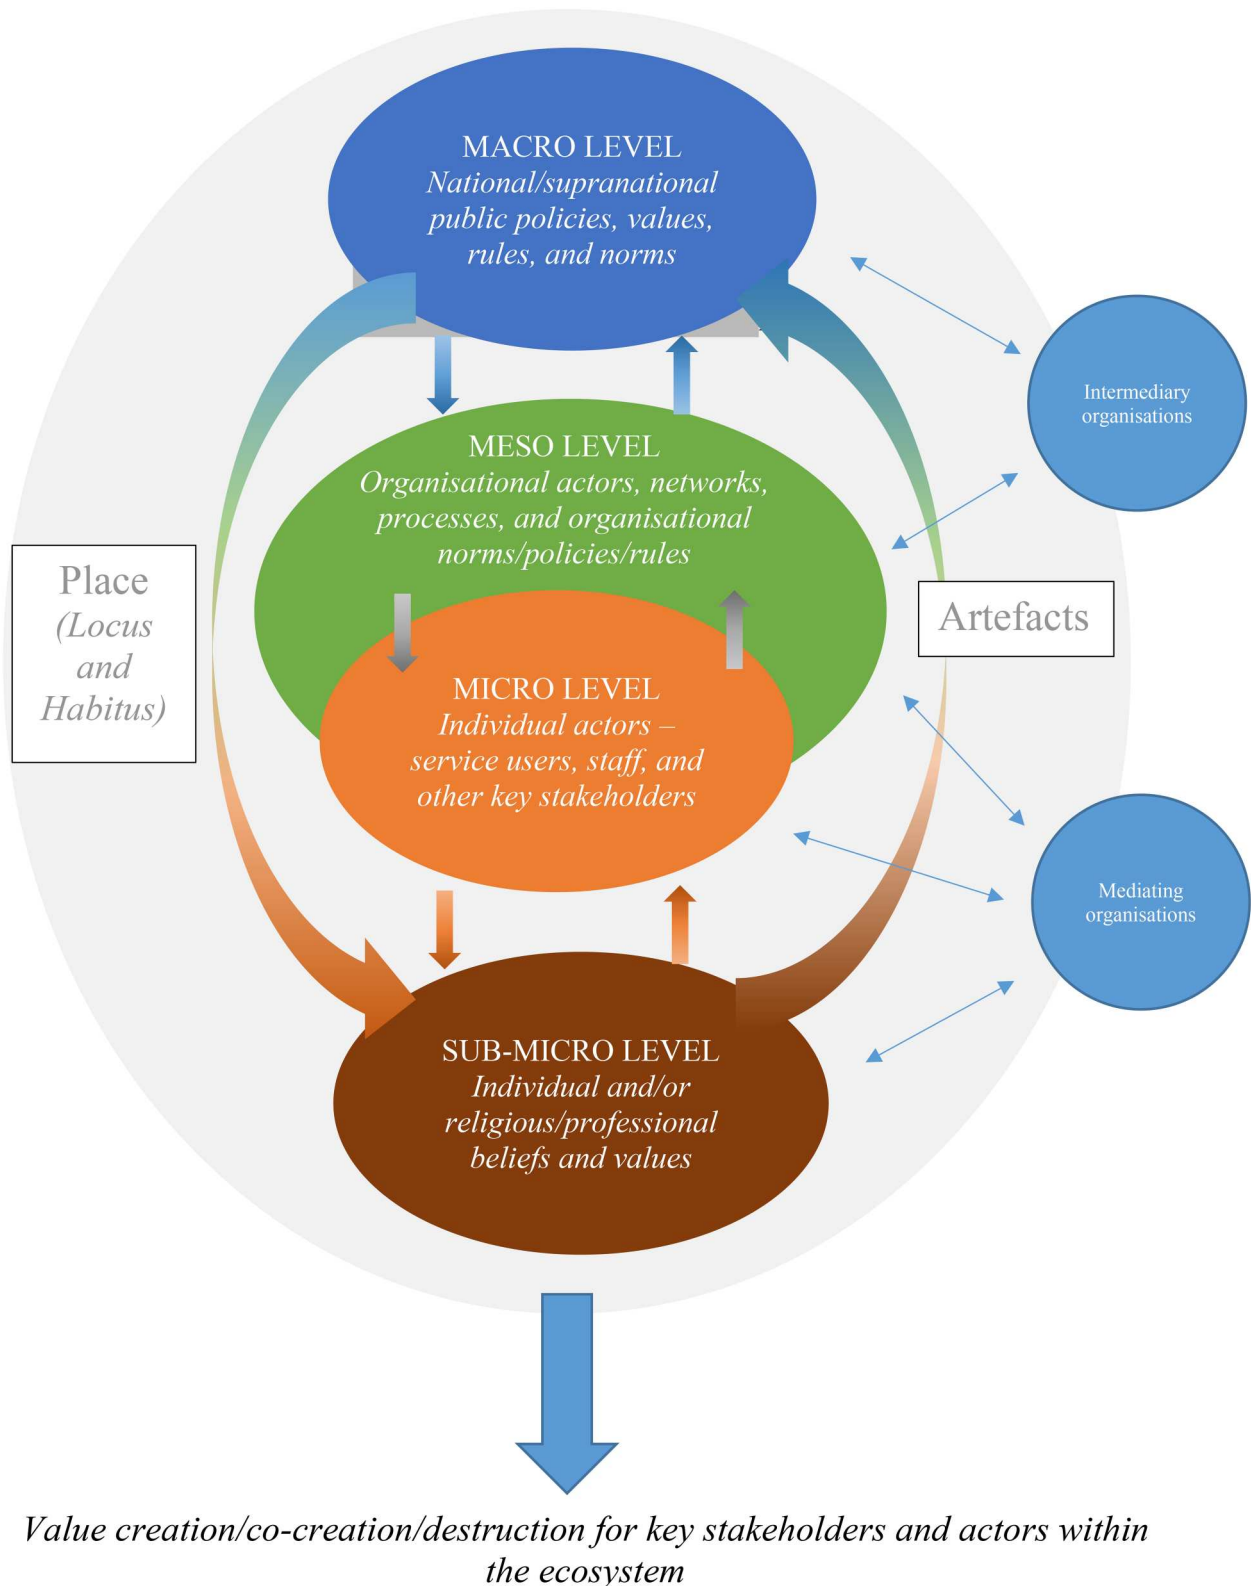 MACRO LEVEL
National/supranational
public policies, values,
rules, and norms
Intermediary
organisations
MESO LEVEL
Organisational actors, networks,
processes, and organisational
norms/policies/rules
Place
(Locus
and
Habitus)
Artefacts
MICRO LEVEL
Individual actors –
service users, staff, and
other key stakeholders
Mediating
organisations
SUB-MICRO LEVEL
Individual and/or
religious/professional
beliefs and values
Value creation/co-creation/destruction for key stakeholders and actors within
the ecosystem